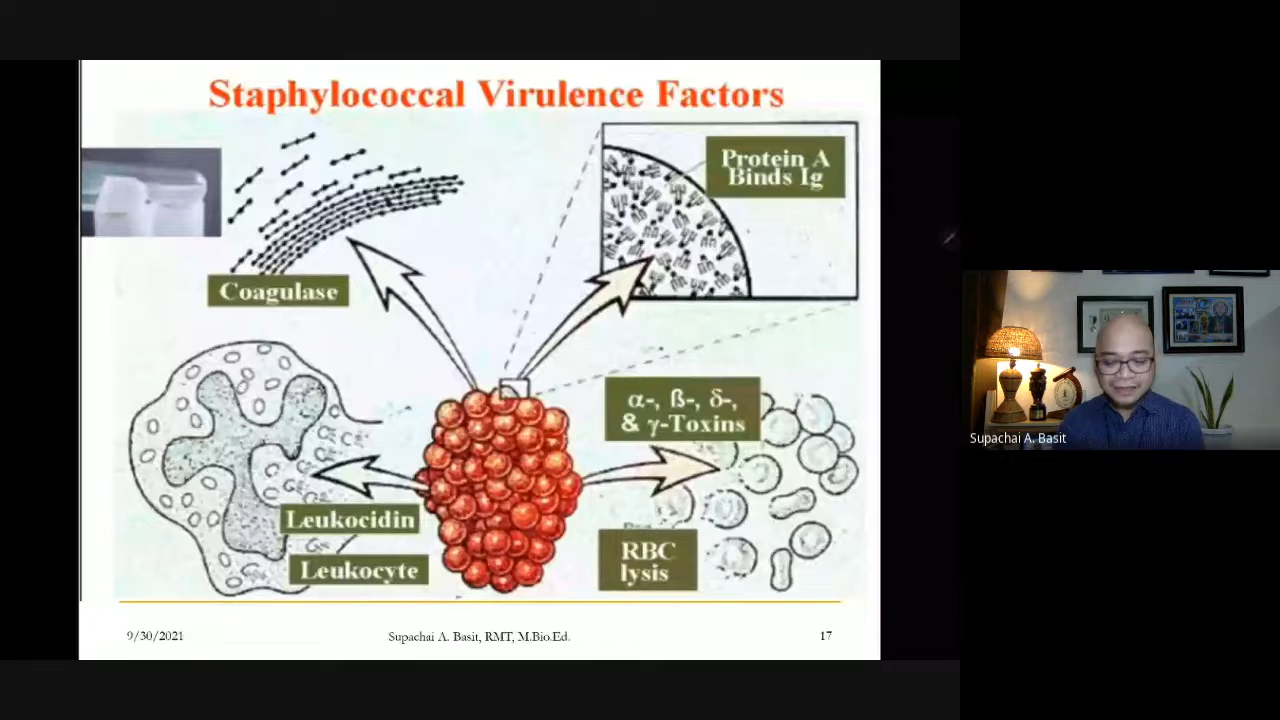 Staphylococcal Virulence Factors
Protein A
Binds Ig
Coagulase
α-, ß-, δ-,
& γ-Toxins
Leukocidin
Leukocyte
RBC
lysis
9/30/2021
Supachai A. Basit, RMT, M.Bio.Ed.
17
Supachai A. Basit